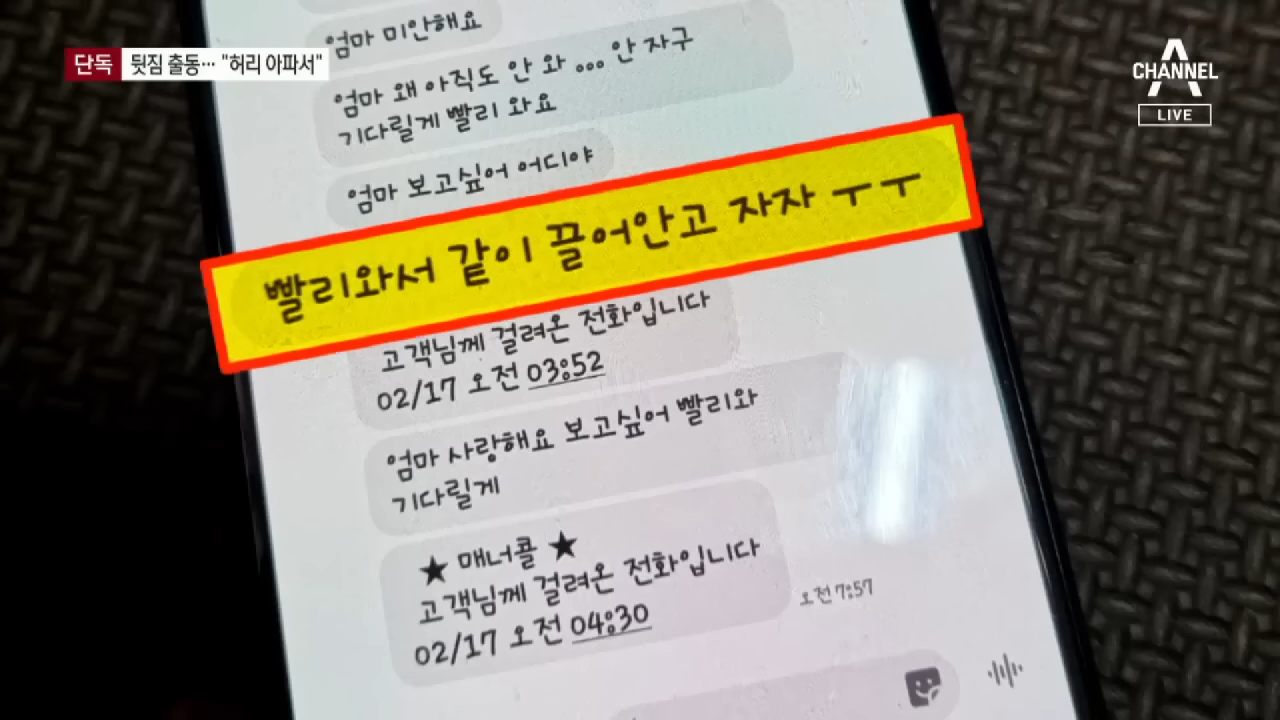 단독 뒷짐 출동… "허리 아파서"
CHANNEL A
LIVE
엄마 미안해요
엄마 왜 아직도 안 와 ... 안 자구
기다릴게 빨리 와요
엄마 보고싶어 어디야
빨리와서 같이 끌어안고 자자 ㅜㅜ
고객님께 걸려온 전화입니다
02/17 오전 03:52
엄마 사랑해요 보고싶어 빨리와
기다릴게
★ 매너콜 ★
고객님께 걸려온 전화입니다
02/17 오전 04:30
오전 7:57